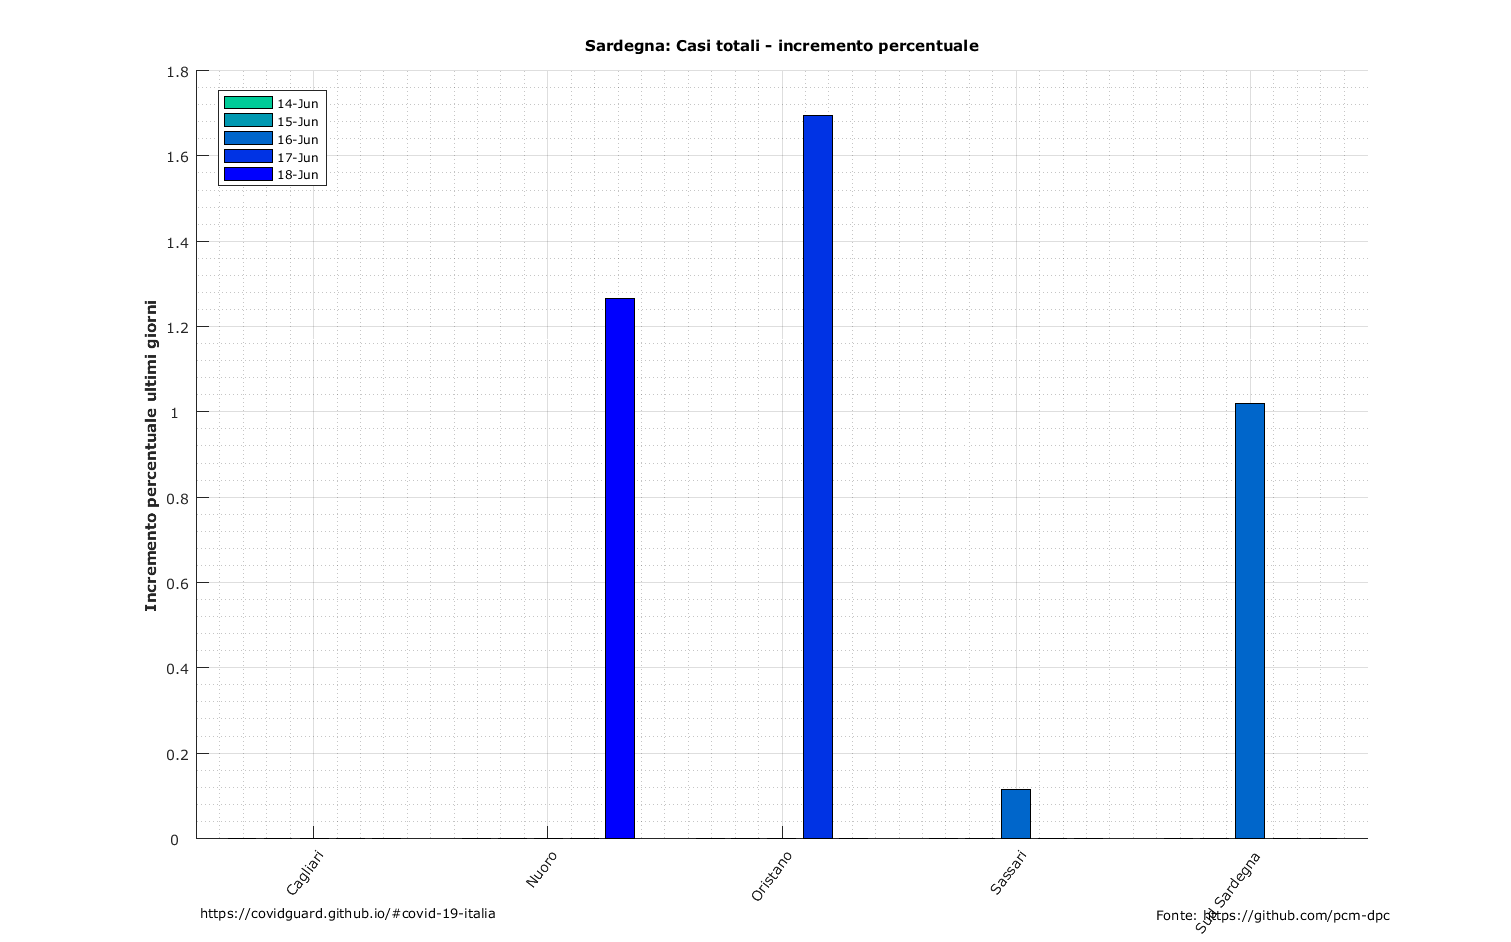 Sardegna: Casi totali - incremento percentuale
1.8
1.6
1.4
1.2
1
0.8
0.6
0.4
0.2
0
Incremento percentuale ultimi giorni
14-Jun
15-Jun
16-Jun
17-Jun
18-Jun
Cagliari
Nuoro
Oristano
Sassari
Sud Sardegna
https://covidguard.github.io/#covid-19-italia
Fonte: https://github.com/pcm-dpc